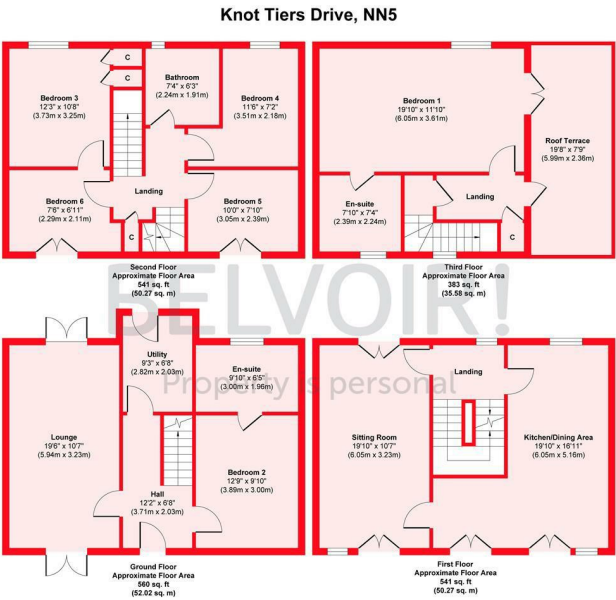 Knot Tiers Drive, NN5
Bedroom 3
12'3" x 10'8"
(3.73m x 3.25m)
C
C
Bathroom
7'4" x 6'3"
(2.24m x 1.91m)
Bedroom 4
11'6" x 7'2"
(3.51m x 2.18m)
Bedroom 6
7'6" x 6'11"
(2.29m x 2.11m)
Landing
Bedroom 5
10'0" x 7'10"
(3.05m x 2.39m)
C
Second Floor
Approximate Floor Area
541 sq. ft
(50.27 sq. m)
Bedroom 1
19'10" x 11'10"
(6.05m x 3.61m)
Roof Terrace
19'8" x 7'9"
(5.99m x 2.36m)
En-suite
7'10" x 7'4"
(2.39m x 2.24m)
Landing
C
Third Floor
Approximate Floor Area
383 sq. ft
(35.58 sq. m)
BELVOIR!
Property is personal
Utility
9'3" x 6'8"
(2.82m x 2.03m)
En-suite
9'10" x 6'5"
(3.00m x 1.96m)
Lounge
19'6" x 10'7"
(5.94m x 3.23m)
Bedroom 2
12'9" x 9'10"
(3.89m x 3.00m)
Hall
12'2" x 6'8"
(3.71m x 2.03m)
Ground Floor
Approximate Floor Area
560 sq. ft
(52.02 sq. m)
Landing
Sitting Room
19'10" x 10'7"
(6.05m x 3.23m)
Kitchen/Dining Area
19'10" x 16'11"
(6.05m x 5.16m)
First Floor
Approximate Floor Area
541 sq. ft
(50.27 sq. m)